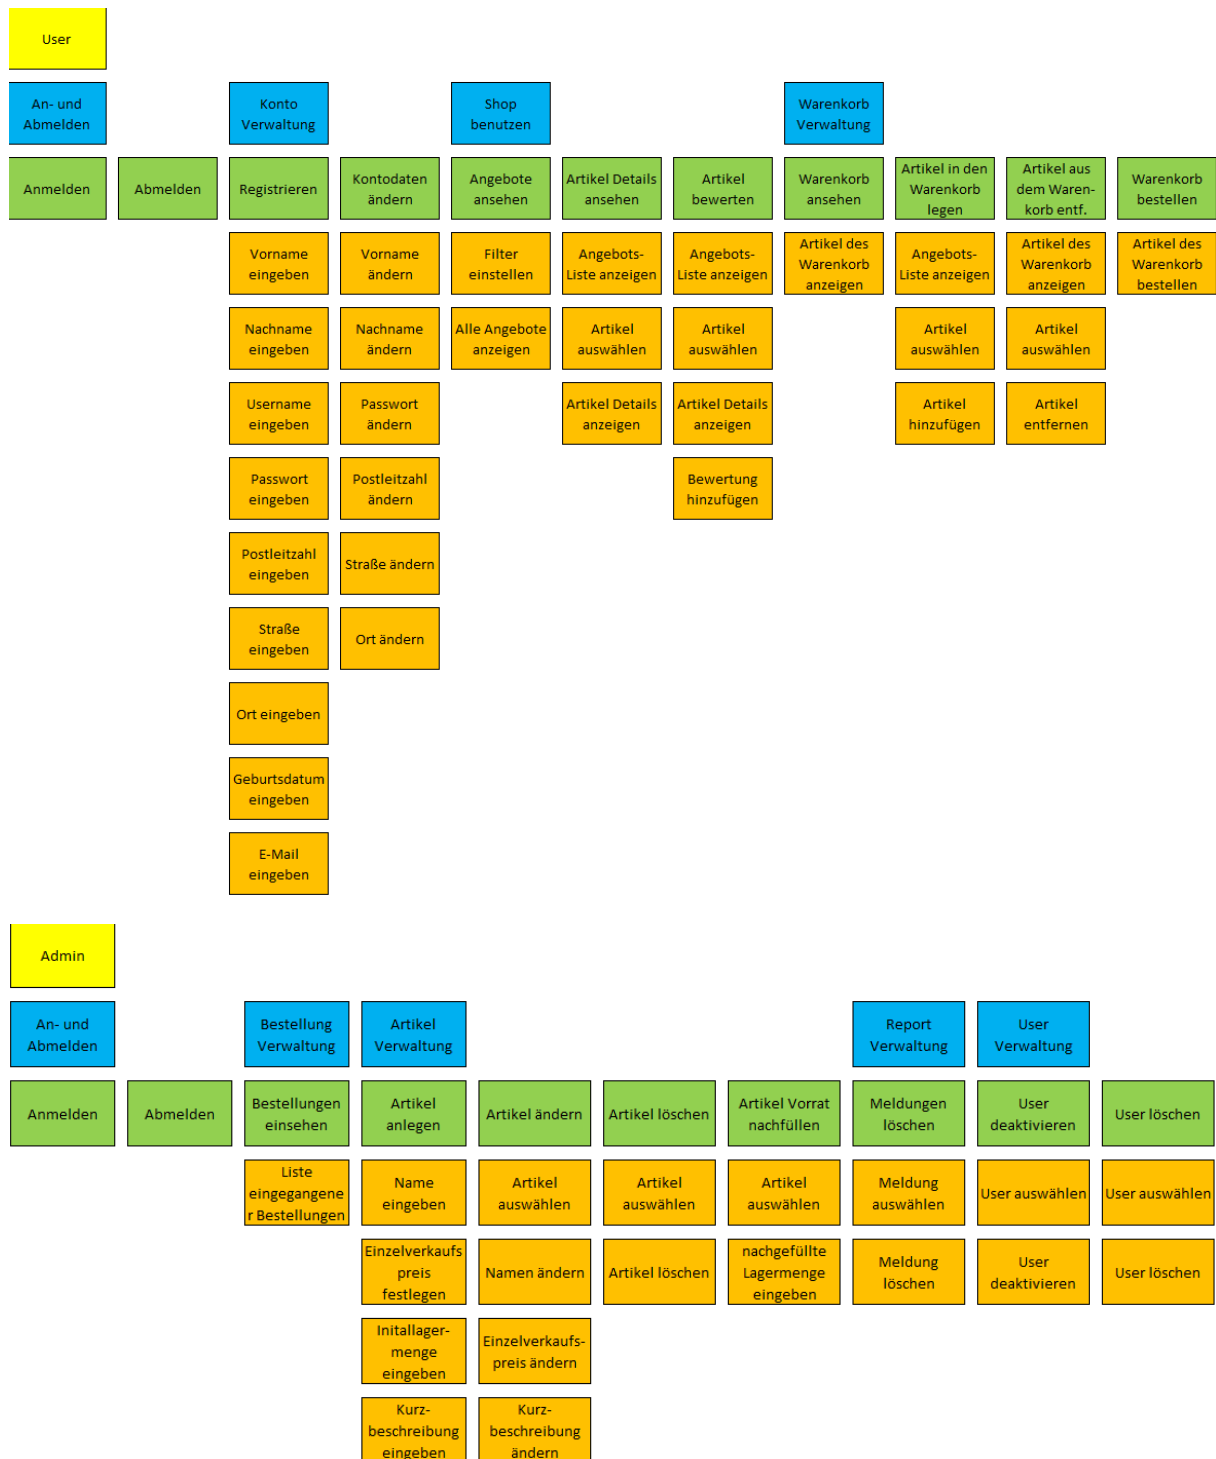 User
An- und
Abmelden
Konto
Verwaltung
Shop
benutzen
Warenkorb
Verwaltung
Anmelden
Abmelden
Registrieren
Kontodaten
ändern
Angebote
ansehen
Artikel Details
ansehen
Artikel
bewerten
Warenkorb
ansehen
Artikel in den
Warenkorb
legen
Artikel aus
dem Waren-
korb entf.
Warenkorb
bestellen
Vorname
eingeben
Vorname
ändern
Filter
einstellen
Angebots-
Liste anzeigen
Angebots-
Liste anzeigen
Artikel des
Warenkorb
anzeigen
Angebots-
Liste anzeigen
Artikel des
Warenkorb
anzeigen
Artikel des
Warenkorb
bestellen
Nachname
eingeben
Nachname
ändern
Alle Angebote
anzeigen
Artikel
auswählen
Artikel
auswählen
Artikel
auswählen
Artikel
auswählen
Username
eingeben
Passwort
ändern
Artikel Details
anzeigen
Artikel Details
anzeigen
Artikel
hinzufügen
Artikel
entfernen
Passwort
eingeben
Postleitzahl
ändern
Bewertung
hinzufügen
Postleitzahl
eingeben
Straße ändern
Straße
eingeben
Ort ändern
Ort eingeben
Geburtsdatum
eingeben
E-Mail
eingeben
Admin
An- und
Abmelden
Bestellung
Verwaltung
Artikel
Verwaltung
Report
Verwaltung
User
Verwaltung
Anmelden
Abmelden
Bestellungen
einsehen
Artikel
anlegen
Artikel ändern
Artikel löschen
Artikel Vorrat
nachfüllen
Meldungen
löschen
User
deaktivieren
User löschen
Liste
eingegangene
r Bestellungen
Name
eingeben
Artikel
auswählen
Artikel
auswählen
Artikel
auswählen
Meldung
auswählen
User auswählen
User auswählen
Einzelverkaufs
preis
festlegen
Namen ändern
Artikel löschen
nachgefüllte
Lagermenge
eingeben
Meldung
löschen
User
deaktivieren
User löschen
Initallager-
menge
eingeben
Einzelverkaufs-
preis ändern
Kurz-
beschreibung
eingeben
Kurz-
beschreibung
ändern